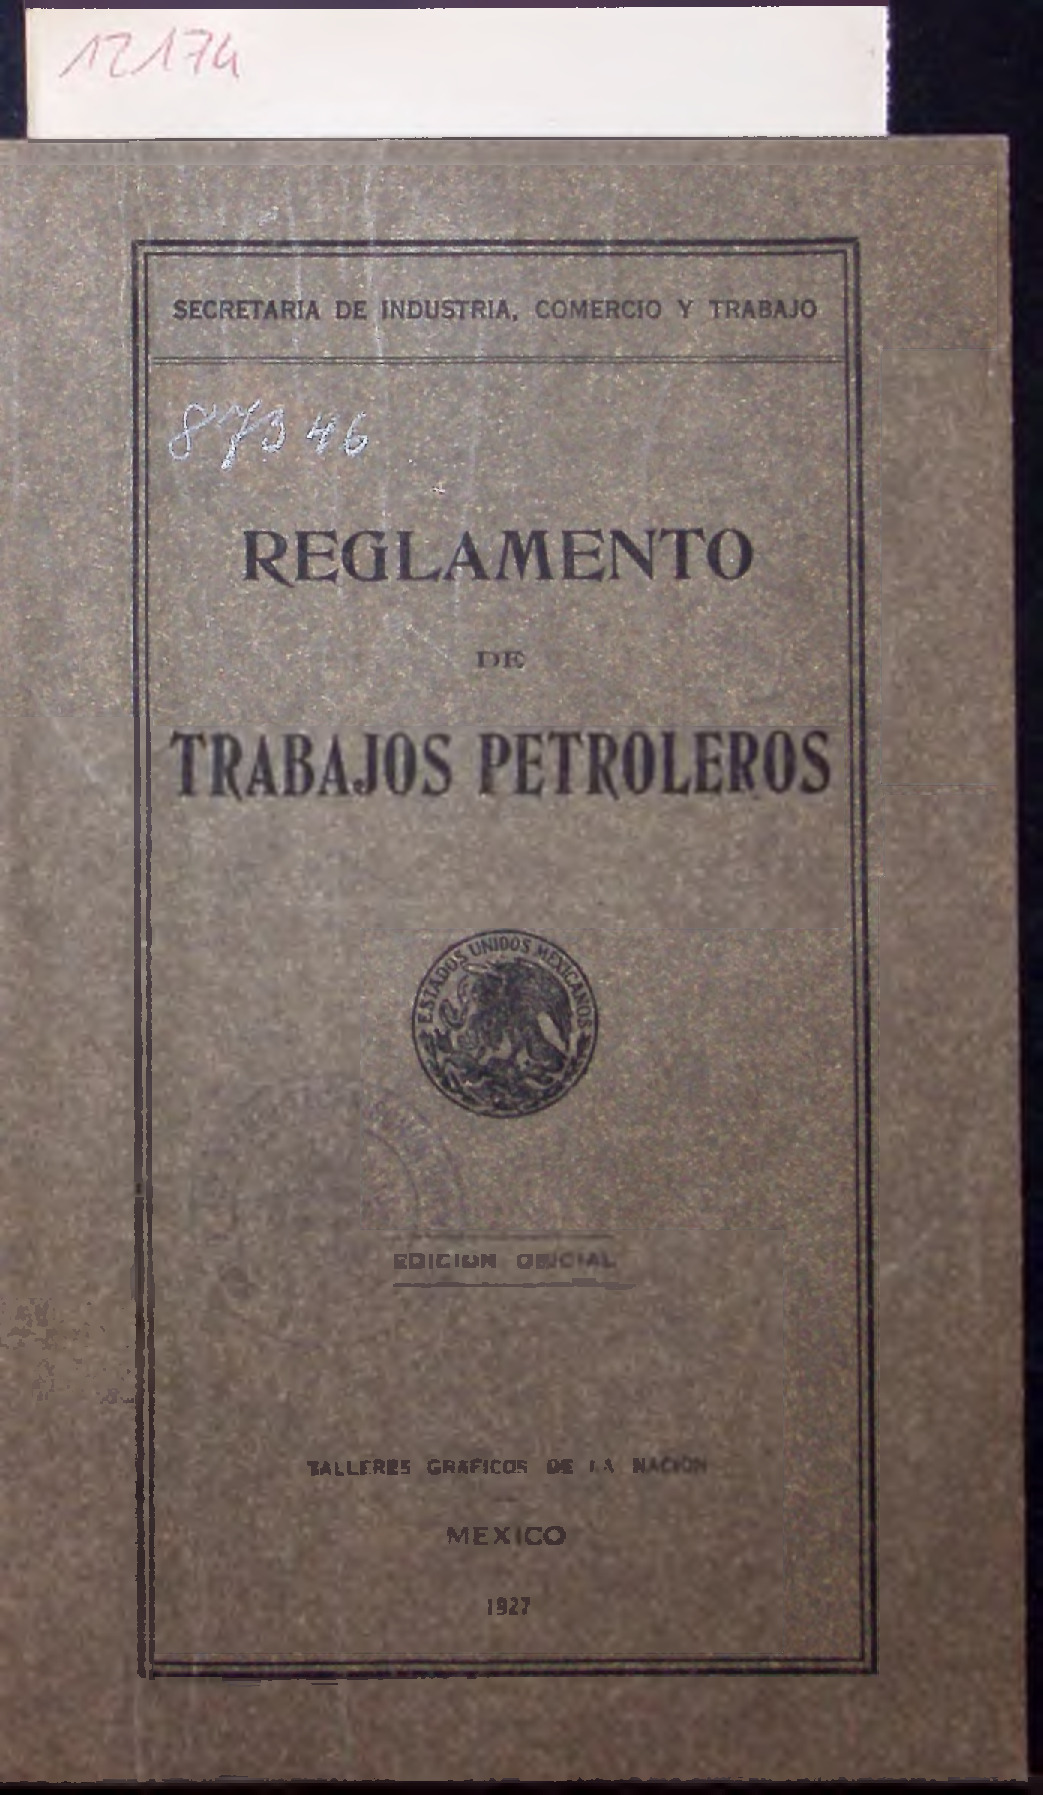 12174
SECRETARIA DE INDUSTRIA, COMERCIO Y TRABAJO
87346
REGLAMENTO
DE
TRABAJOS PETROLEROS
ESTADOS UNIDOS MEXICANOS
EDICION OFICIAL
TALLERES GRAFICOS DE LA NACION
MEXICO
1927